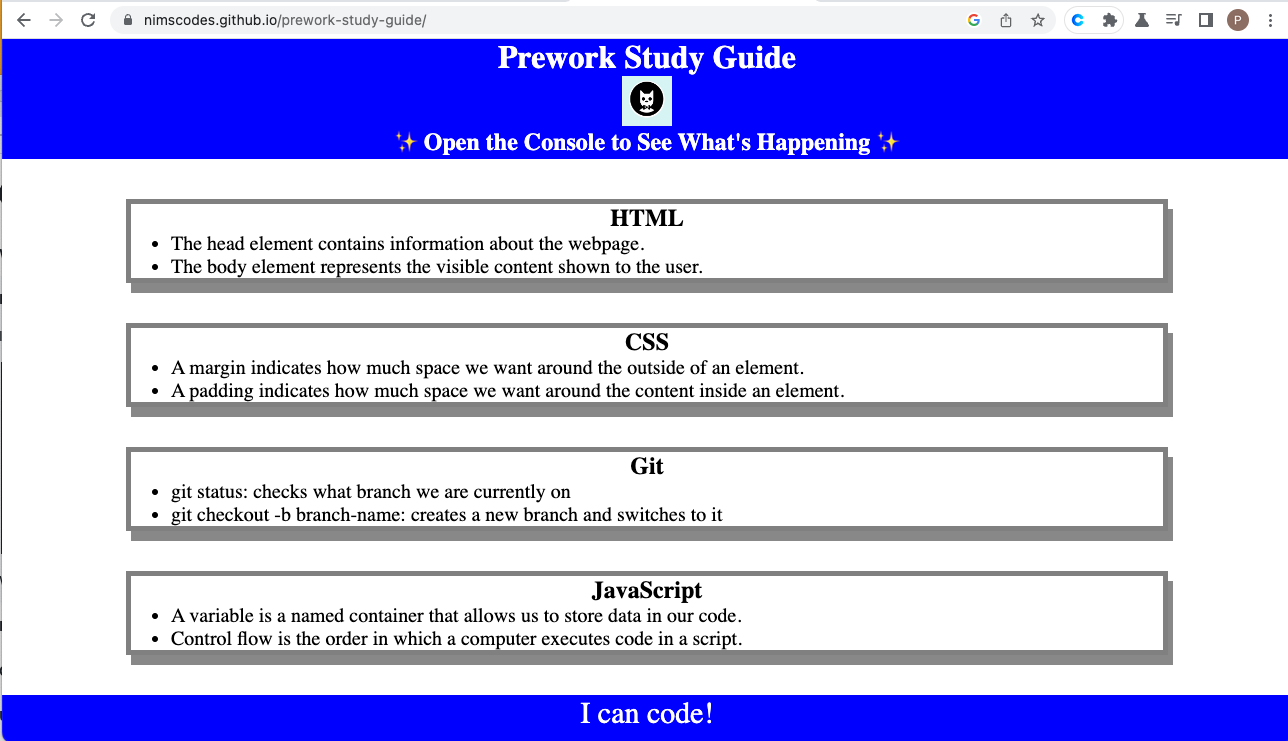 nimscodes.github.io/prework-study-guide/
P
Prework Study Guide
✨ Open the Console to See What's Happening ✨
HTML
• The head element contains information about the webpage.
• The body element represents the visible content shown to the user.
CSS
• A margin indicates how much space we want around the outside of an element.
• A padding indicates how much space we want around the content inside an element.
Git
• git status: checks what branch we are currently on
• git checkout -b branch-name: creates a new branch and switches to it
JavaScript
• A variable is a named container that allows us to store data in our code.
• Control flow is the order in which a computer executes code in a script.
I can code!